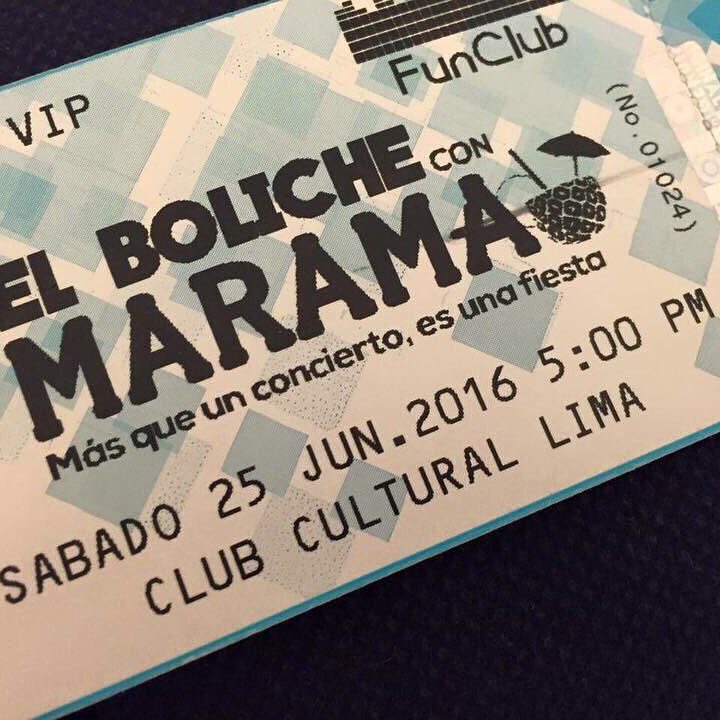 FunClub
VIP
(No.01024)
EL BOLICHE CON
MARAMA
Más que un concierto, es una fiesta
SABADO 25 JUN.2016 5:00 PM
CLUB CULTURAL LIMA